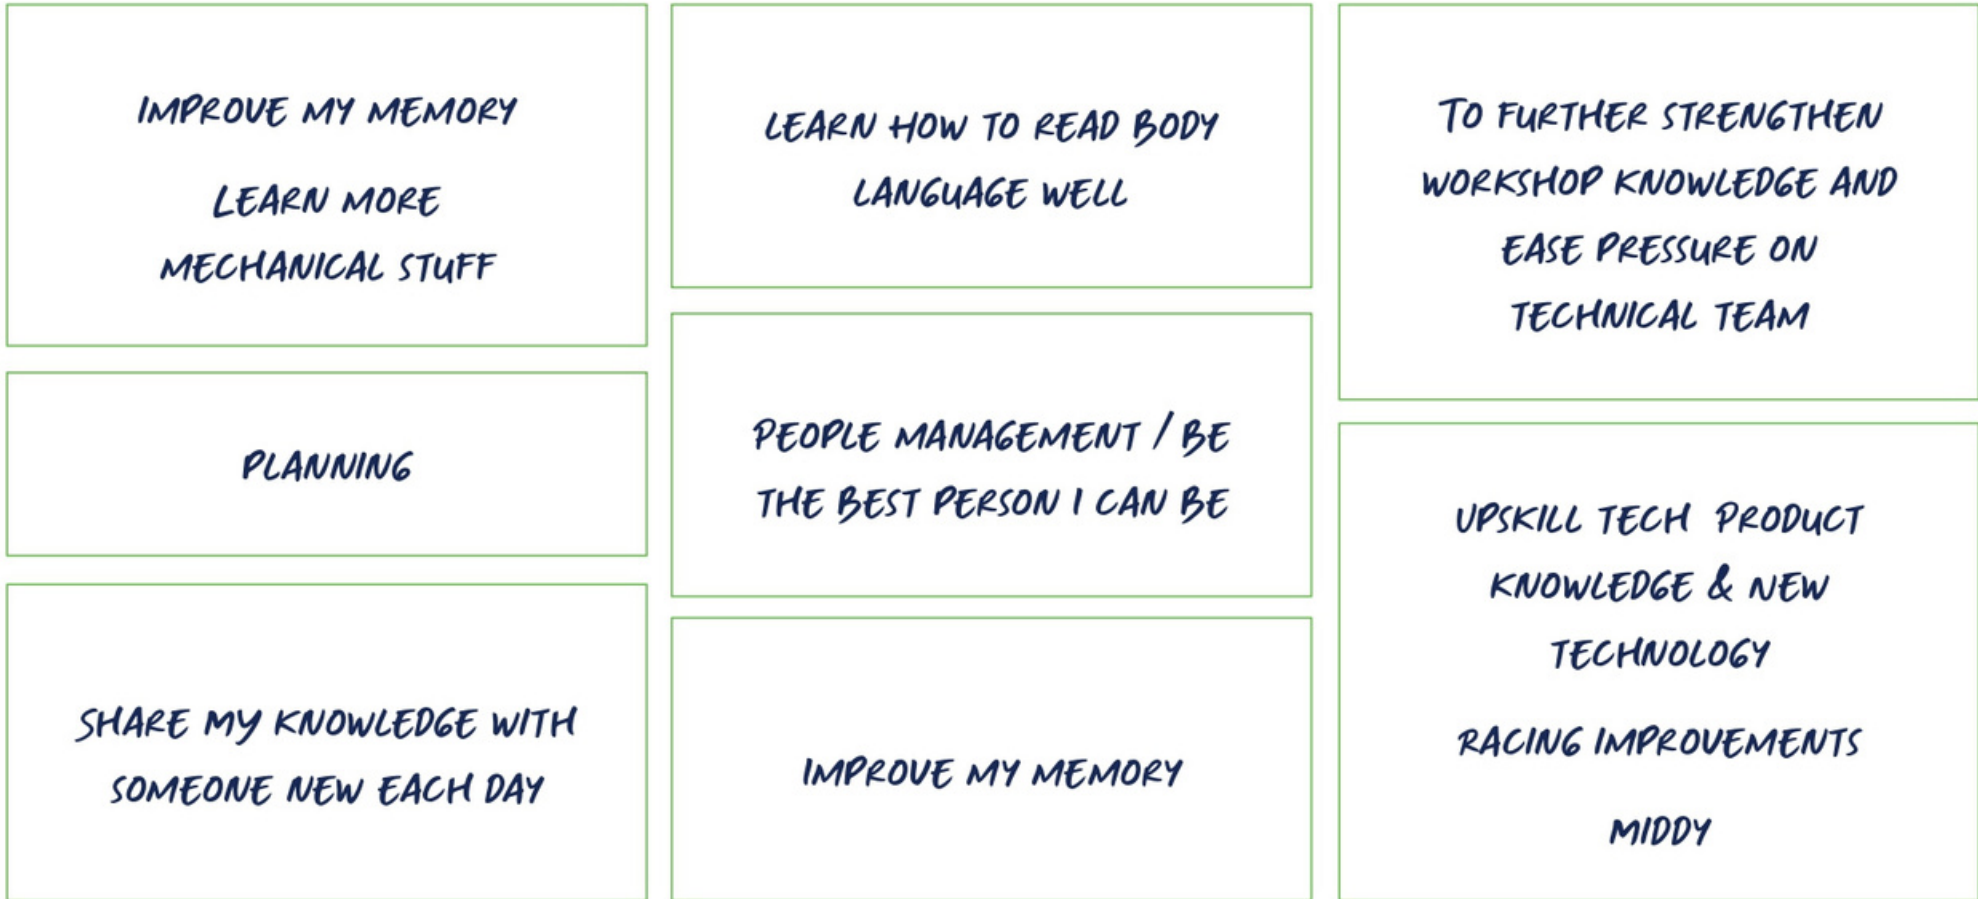 IMPROVE MY MEMORY
LEARN MORE
MECHANICAL STUFF
PLANNING
SHARE MY KNOWLEDGE WITH
SOMEONE NEW EACH DAY
LEARN HOW TO READ BODY
LANGUAGE WELL
PEOPLE MANAGEMENT / BE
THE BEST PERSON I CAN BE
IMPROVE MY MEMORY
TO FURTHER STRENGTHEN
WORKSHOP KNOWLEDGE AND
EASE PRESSURE ON
TECHNICAL TEAM
UPSKILL TECH PRODUCT
KNOWLEDGE & NEW
TECHNOLOGY
RACING IMPROVEMENTS
MIDDY